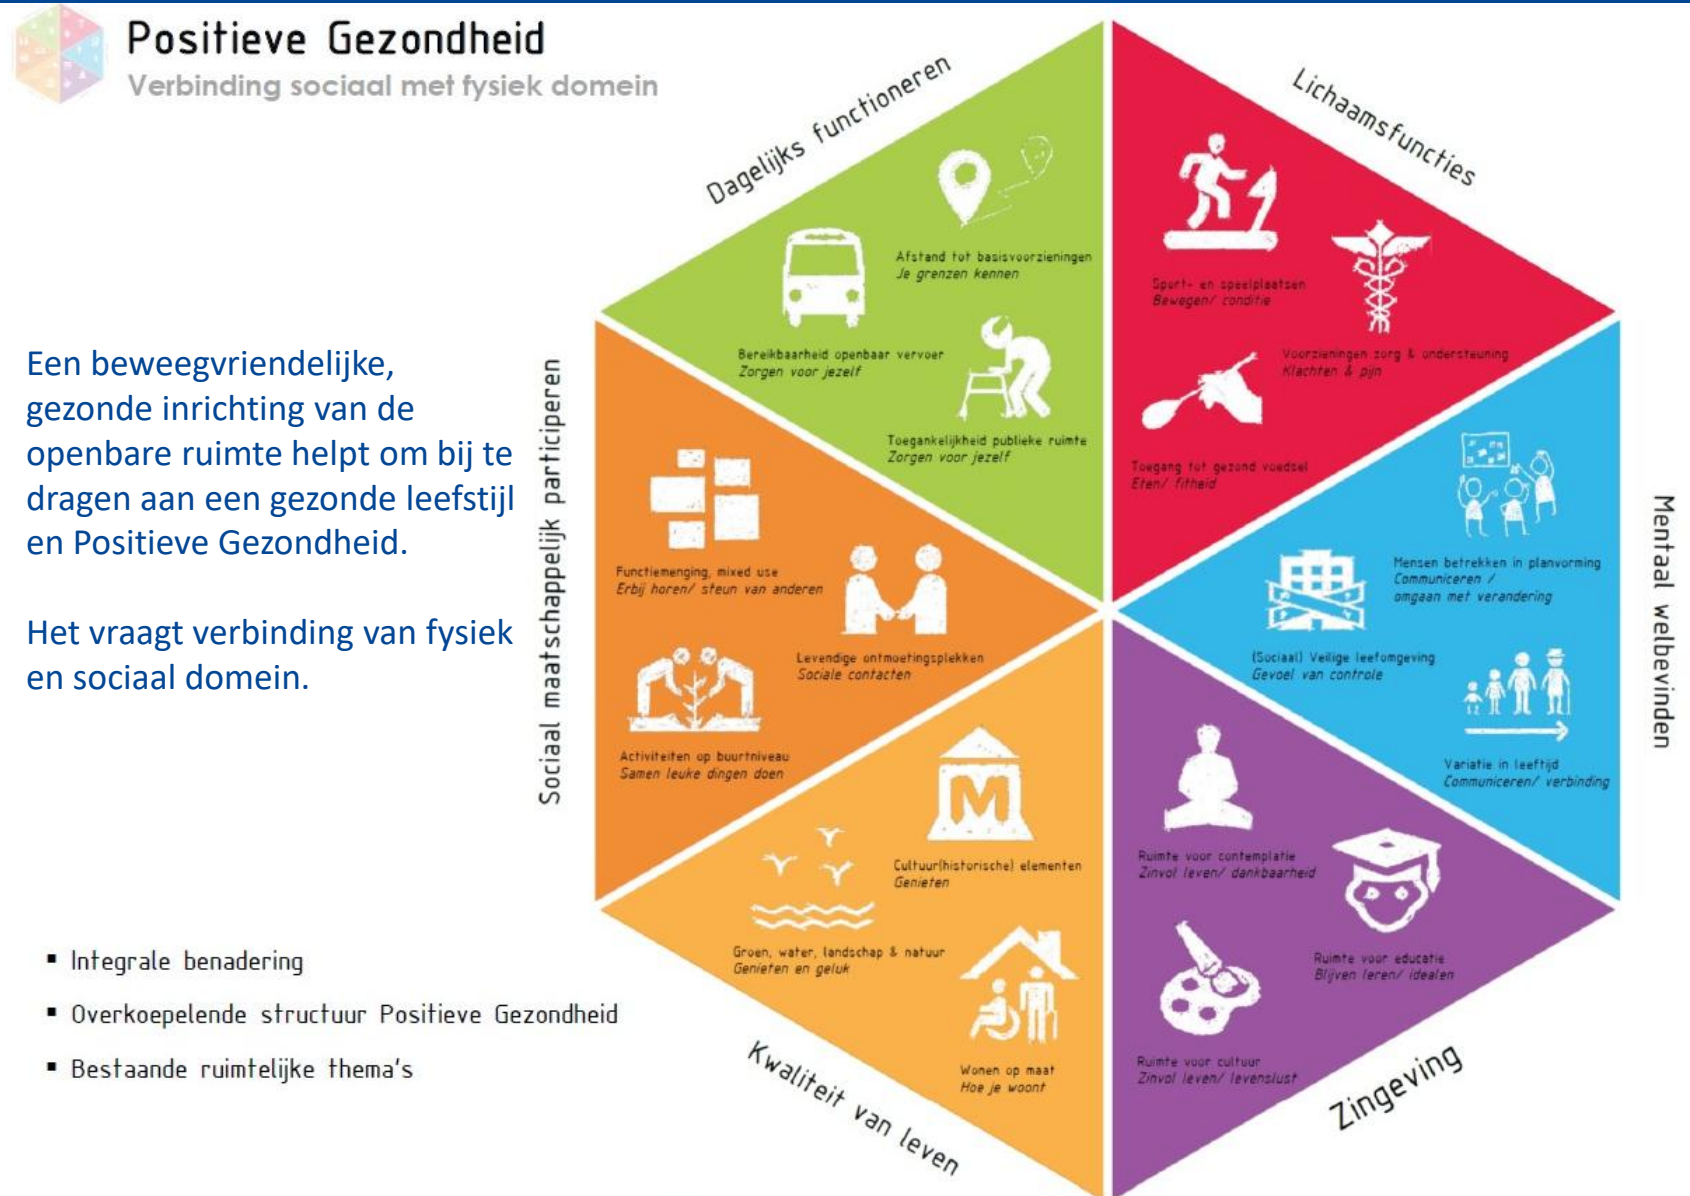 Positieve Gezondheid
Verbinding sociaal met fysiek domein
Een beweegvriendelijke,
gezonde inrichting van de
openbare ruimte helpt om bij te
dragen aan een gezonde leefstijl
en Positieve Gezondheid.
Het vraagt verbinding van fysiek
en sociaal domein.
▪ Integrale benadering
▪ Overkoepelende structuur Positieve Gezondheid
▪ Bestaande ruimtelijke thema's
Dagelijks functioneren
Afstand tot basisvoorzieningen
Je grenzen kennen
Bereikbaarheid openbaar vervoer
Zorgen voor jezelf
Toegankelijkheid publieke ruimte
Zorgen voor jezelf
Lichaamsfuncties
Sport- en speelplaatsen
Bewegen/ conditie
Voorzieningen zorg & ondersteuning
Klachten & pijn
Toegang tot gezond voedsel
Eten/ fitheid
Mentaal welbevinden
Mensen betrekken in planvorming
Communiceren /
omgaan met verandering
(Sociaal) Veilige leefomgeving
Gevoel van controle
Variatie in leeftijd
Communiceren/ verbinding
Zingeving
Ruimte voor contemplatie
Zinvol leven/ dankbaarheid
Ruimte voor educatie
Blijven leren/ idealen
Ruimte voor cultuur
Zinvol leven/ levenslust
Kwaliteit van leven
M
Cultuur(historische) elementen
Genieten
Groen, water, landschap & natuur
Genieten en geluk
Wonen op maat
Hoe je woont
Sociaal maatschappelijk participeren
Functiemenging, mixed use
Erbij horen/ steun van anderen
Levendige ontmoetingsplekken
Sociale contacten
Activiteiten op buurtniveau
Samen leuke dingen doen